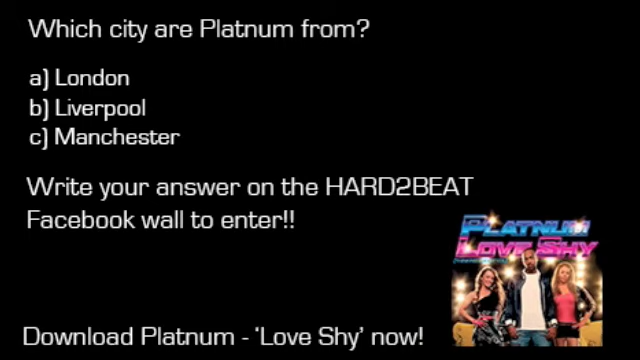 Which city are Platnum from?
a) London
b) Liverpool
c) Manchester
Write your answer on the HARD2BEAT
Facebook wall to enter!!
PLATNUM
LOVE SHY
Download Platnum - ‘Love Shy’ now!